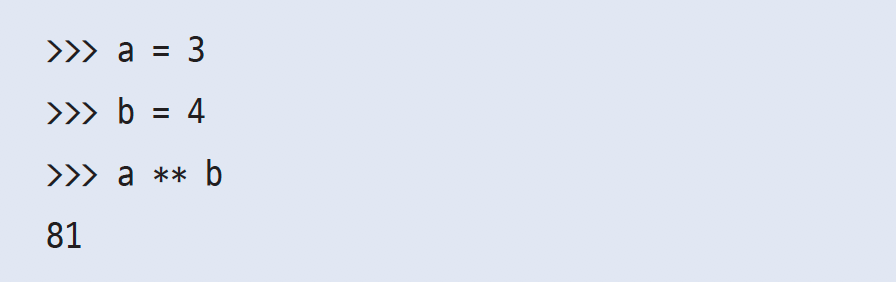 >>> a = 3
>>> b = 4
>>> a ** b
81